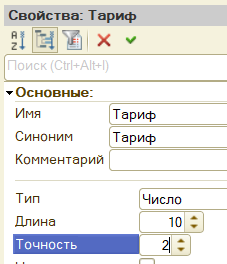 Свойства: Тариф
Поиск (Ctrl+Alt+I)
Основные:
Имя Тариф
Синоним Тариф
Комментарий
Тип Число
Длина 10
Точность 2